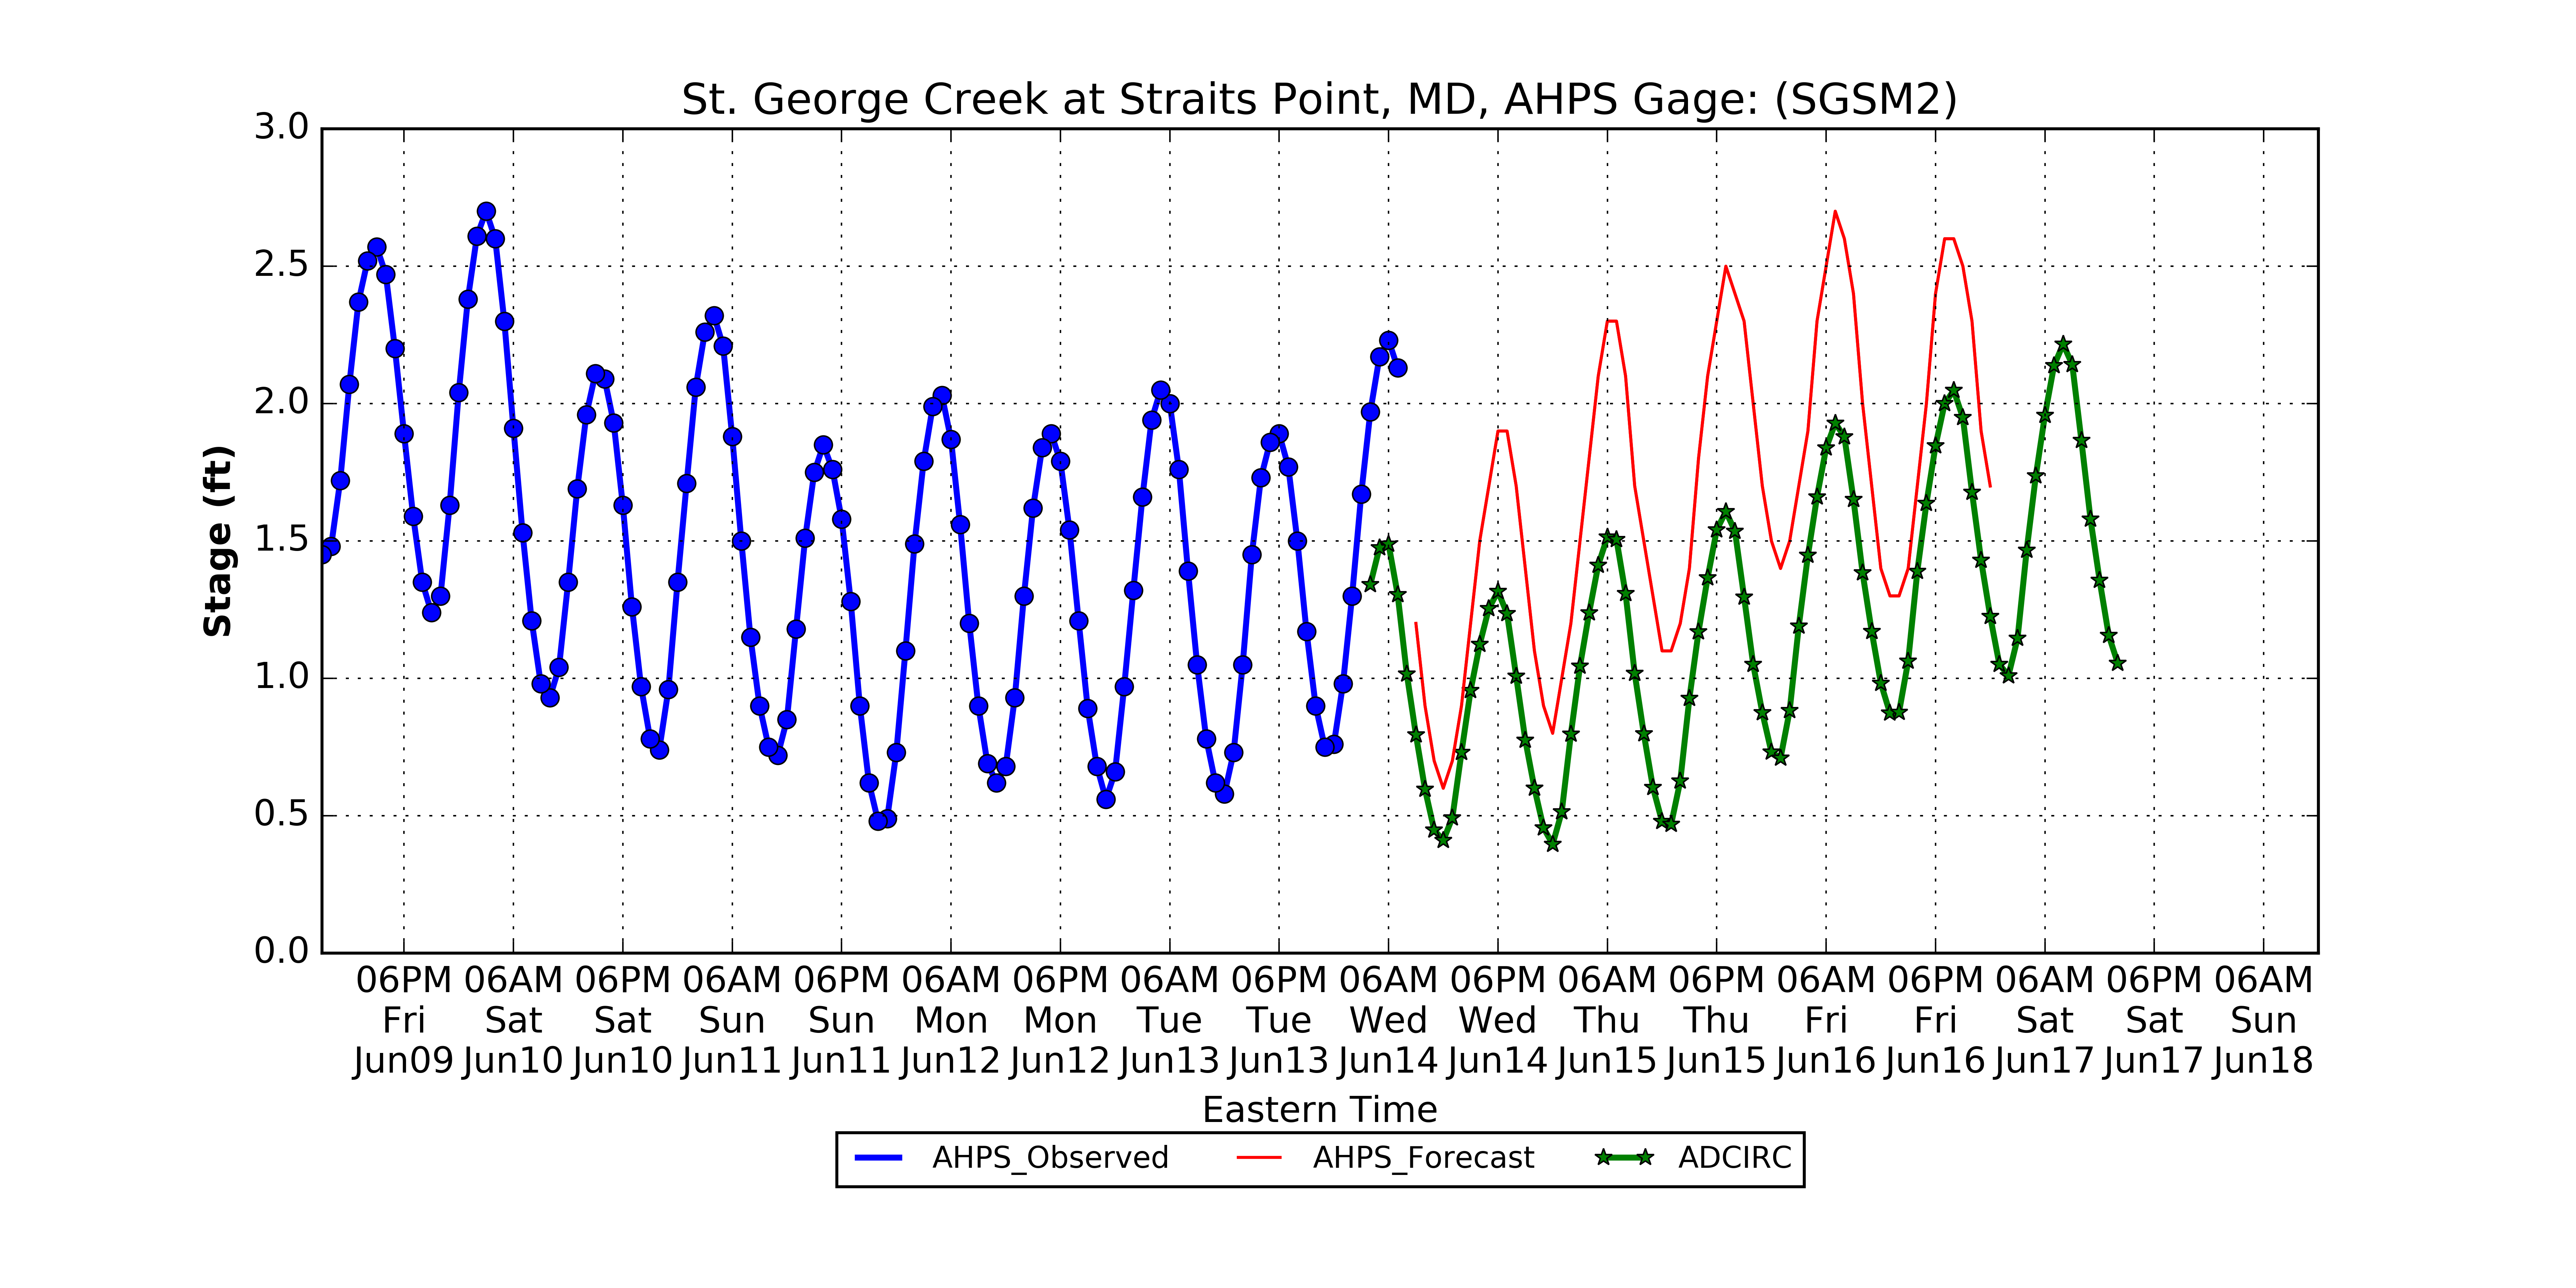 St. George Creek at Straits Point, MD, AHPS Gage: (SGSM2)
3.0
2.5
2.0
1.5
1.0
0.5
0.0
Stage (ft)
06PM 06AM 06PM 06AM 06PM 06AM 06PM 06AM 06PM 06AM 06PM 06AM 06PM 06AM 06PM 06AM 06PM 06AM
Fri Sat Sat Sun Sun Mon Mon Tue Tue Wed Wed Thu Thu Fri Fri Sat Sat Sun
Jun09 Jun10 Jun10 Jun11 Jun11 Jun12 Jun12 Jun13 Jun13 Jun14 Jun14 Jun15 Jun15 Jun16 Jun16 Jun17 Jun17 Jun18
Eastern Time
AHPS_Observed AHPS_Forecast ADCIRC